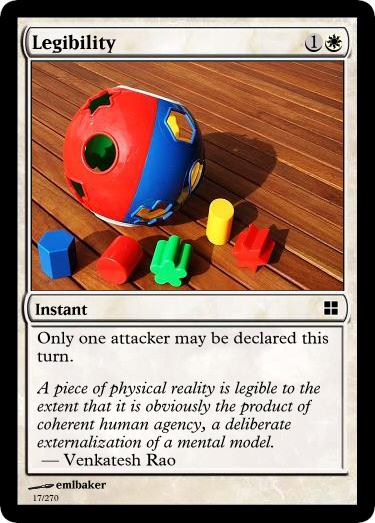 Legibility 1
Instant
Only one attacker may be declared this
turn.
A piece of physical reality is legible to the
extent that it is obviously the product of
coherent human agency, a deliberate
externalization of a mental model.
— Venkatesh Rao
emlbaker
17/270